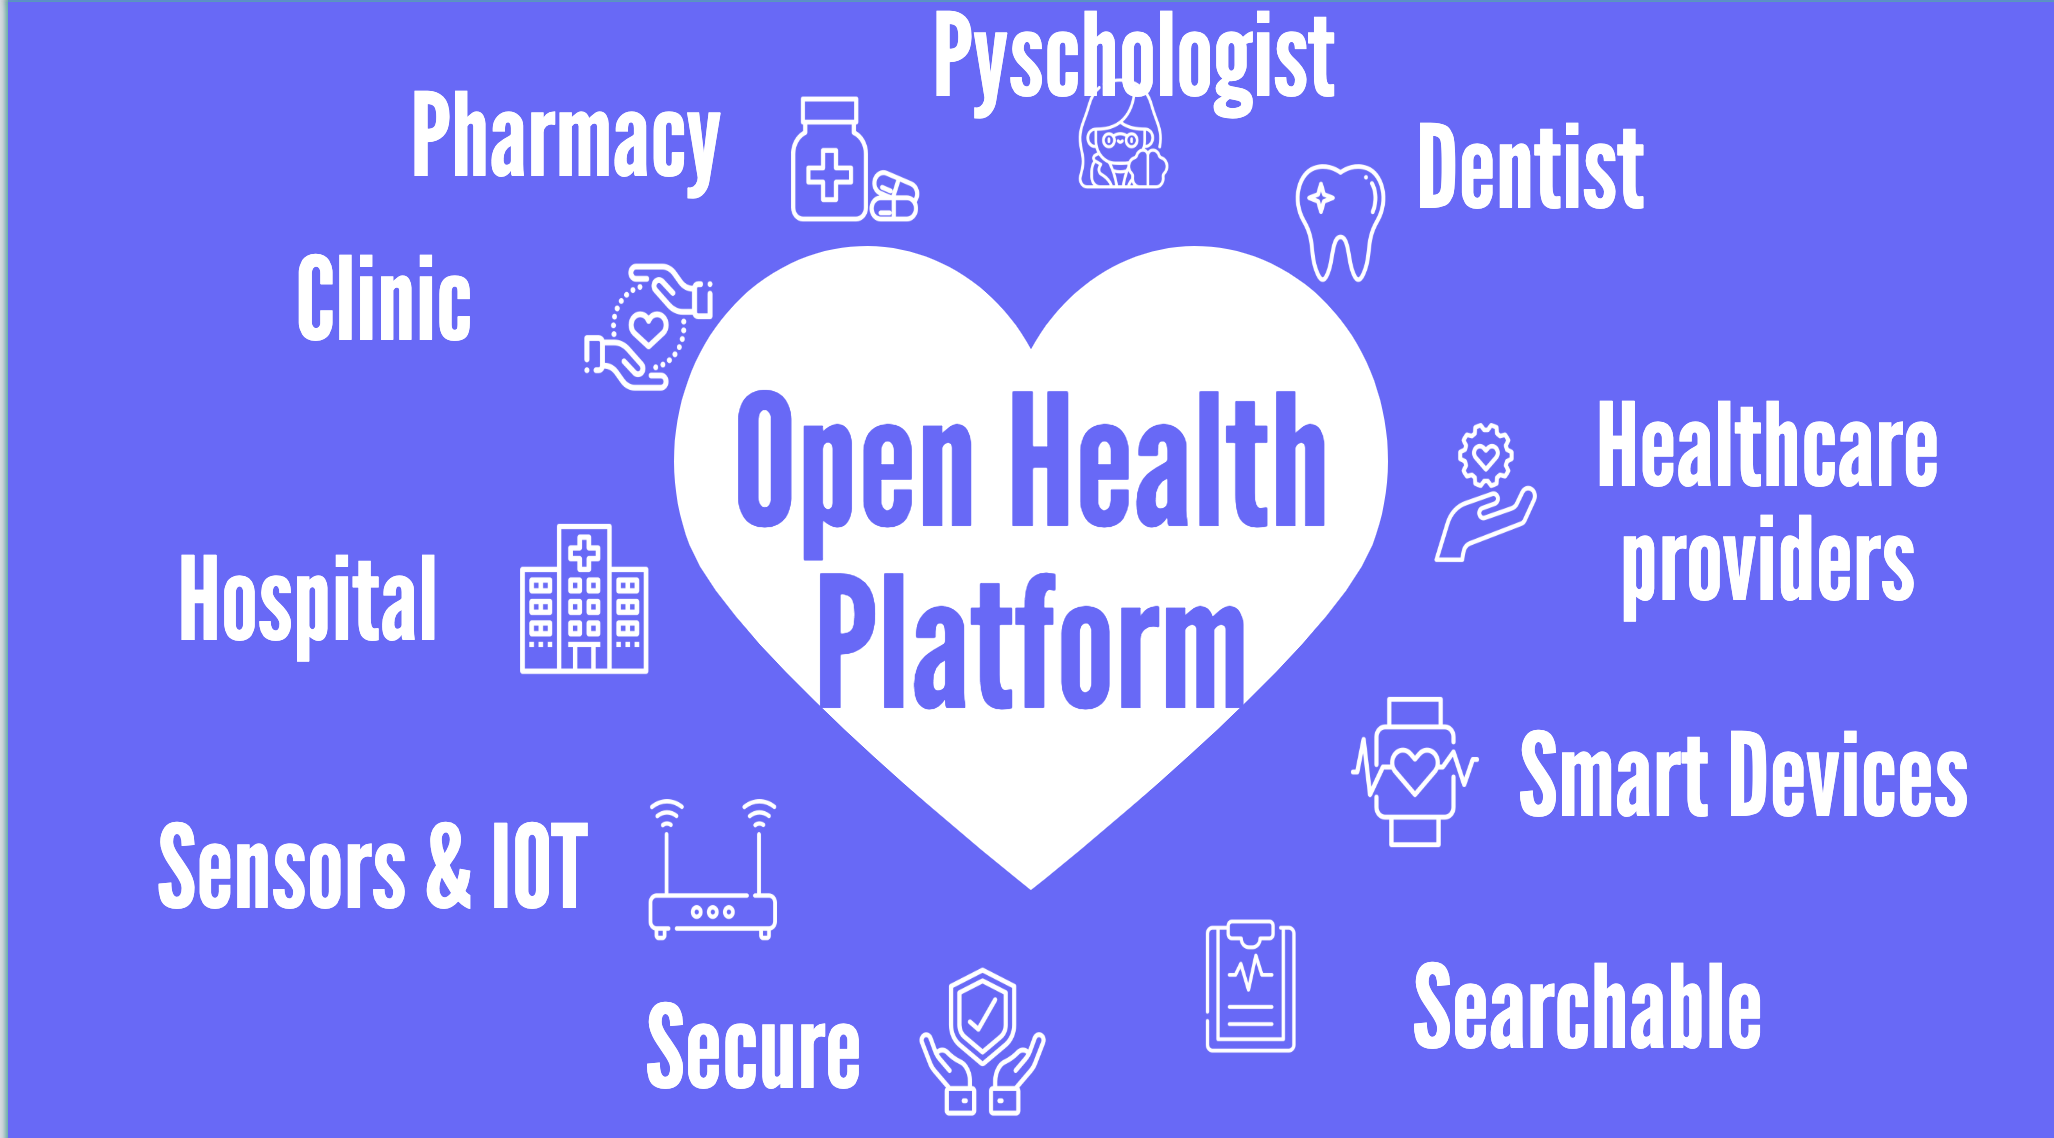 Pyschologist
Pharmacy
Dentist
Clinic
Open Health
Platform
Healthcare
providers
Hospital
Smart Devices
Sensors & IOT
Searchable
Secure